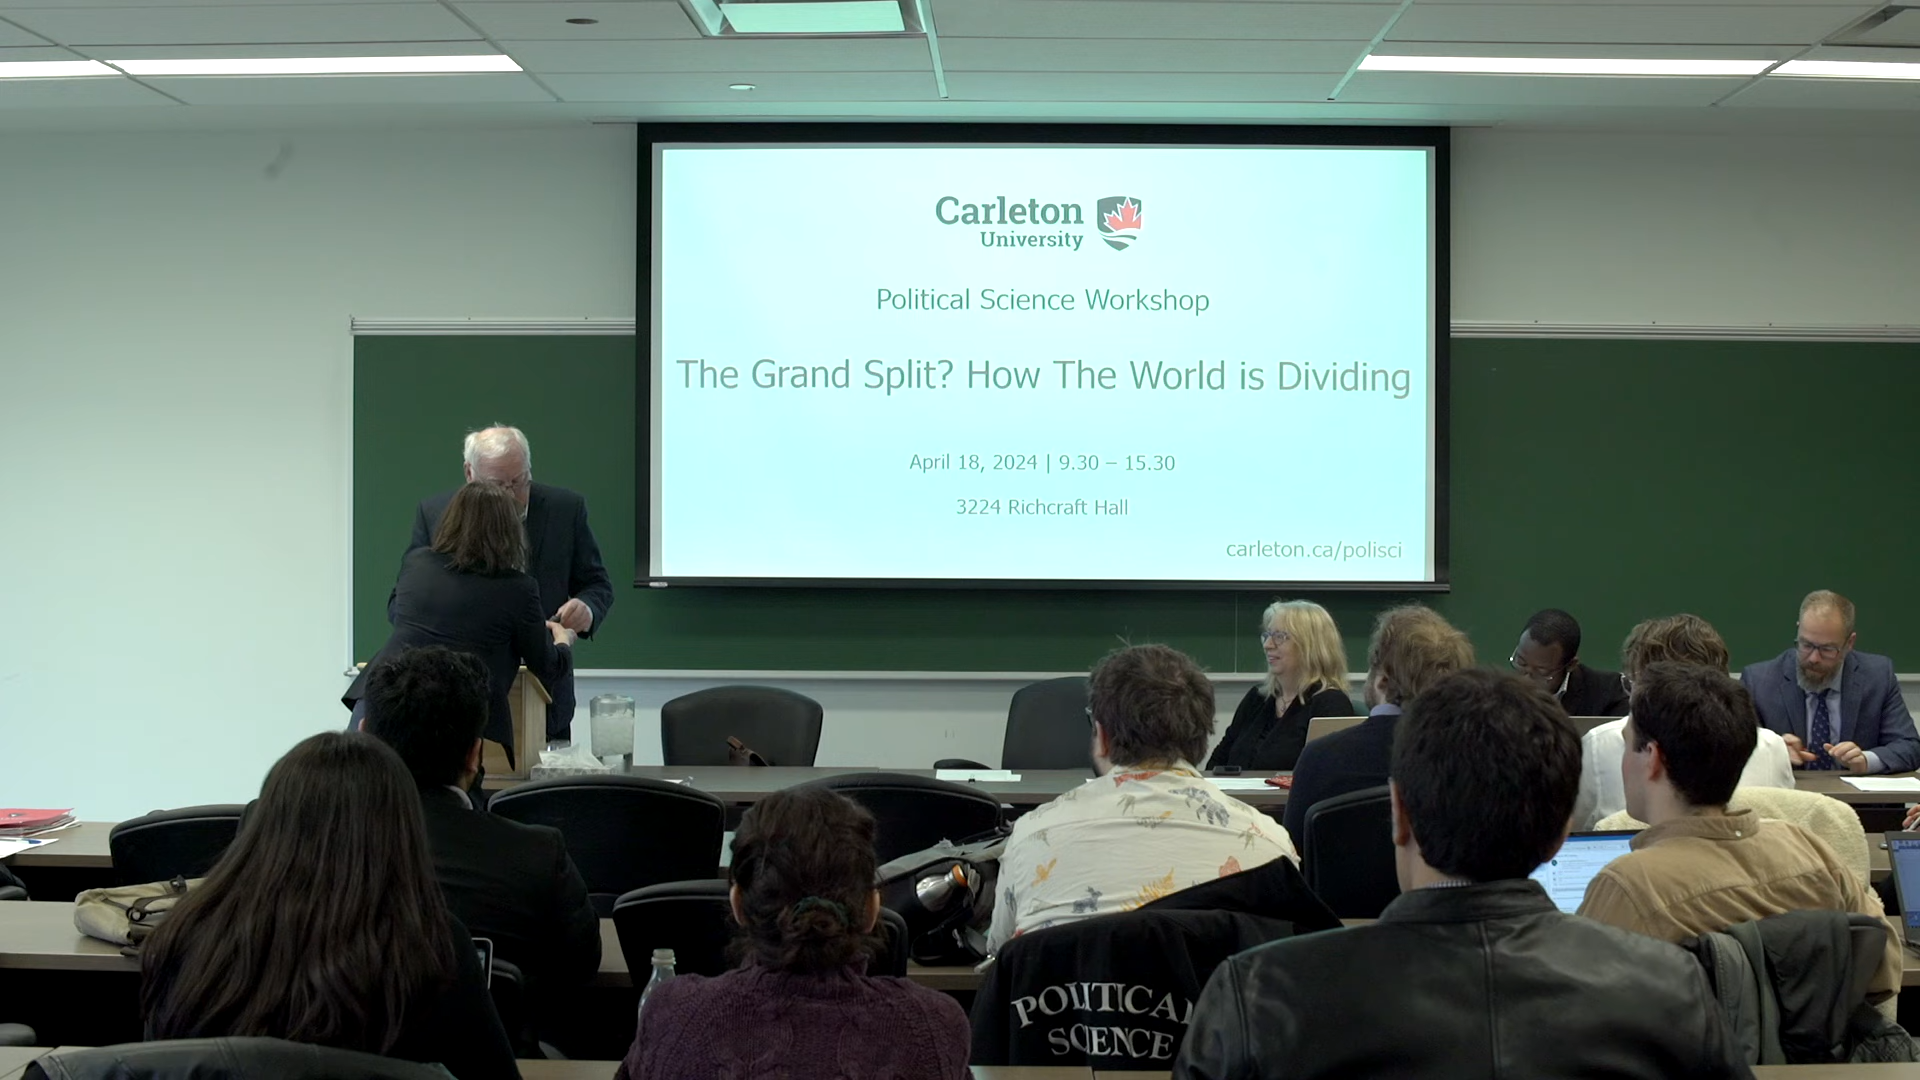 Carleton
University
Political Science Workshop
The Grand Split? How The World is Dividing
April 18, 2024 | 9.30 – 15.30
3224 Richcraft Hall
carleton.ca/polisci
POLITICAL
SCIENCE